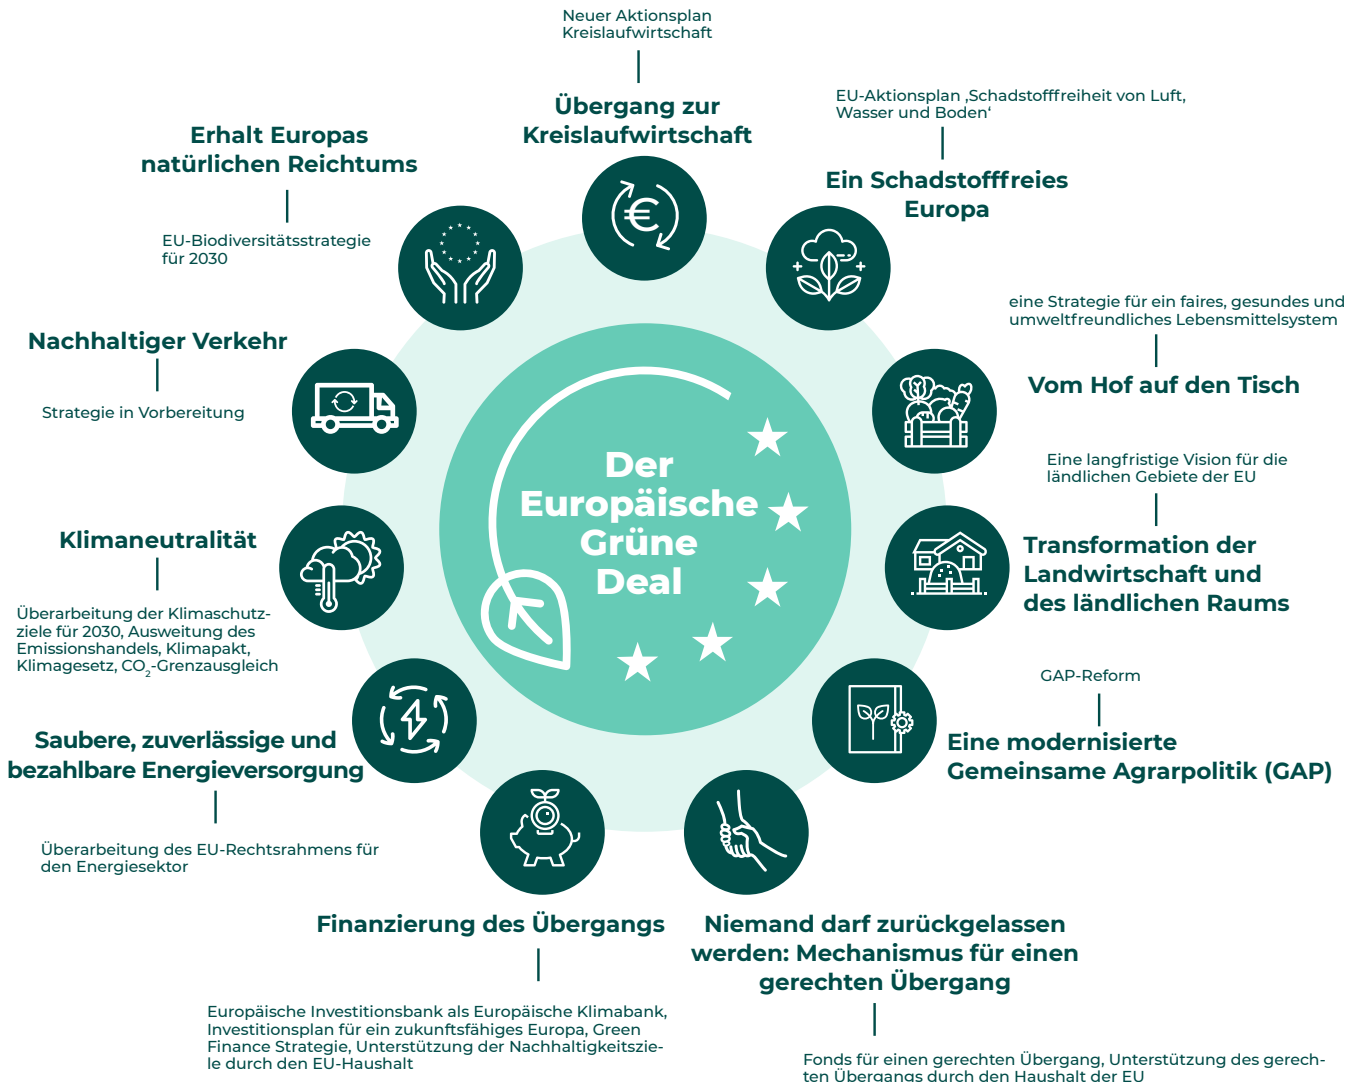 Neuer Aktionsplan
Kreislaufwirtschaft
Übergang zur
Kreislaufwirtschaft
EU-Aktionsplan ‚Schadstofffreiheit von Luft,
Wasser und Boden‘
Ein Schadstofffreies
Europa
eine Strategie für ein faires, gesundes und
umweltfreundliches Lebensmittelsystem
Vom Hof auf den Tisch
Eine langfristige Vision für die
ländlichen Gebiete der EU
Transformation der
Landwirtschaft und
des ländlichen Raums
GAP-Reform
Eine modernisierte
Gemeinsame Agrarpolitik (GAP)
Niemand darf zurückgelassen
werden: Mechanismus für einen
gerechten Übergang
Fonds für einen gerechten Übergang, Unterstützung des gerech-
ten Übergangs durch den Haushalt der EU
Finanzierung des Übergangs
Europäische Investitionsbank als Europäische Klimabank,
Investitionsplan für ein zukunftsfähiges Europa, Green
Finance Strategie, Unterstützung der Nachhaltigkeitszie-
le durch den EU-Haushalt
Saubere, zuverlässige und
bezahlbare Energieversorgung
Überarbeitung des EU-Rechtsrahmens für
den Energiesektor
Klimaneutralität
Überarbeitung der Klimaschutz-
ziele für 2030, Ausweitung des
Emissionshandels, Klimapakt,
Klimagesetz, CO₂-Grenzausgleich
Nachhaltiger Verkehr
Strategie in Vorbereitung
Erhalt Europas
natürlichen Reichtums
EU-Biodiversitätsstrategie
für 2030
€
Der
Europäische
Grüne
Deal